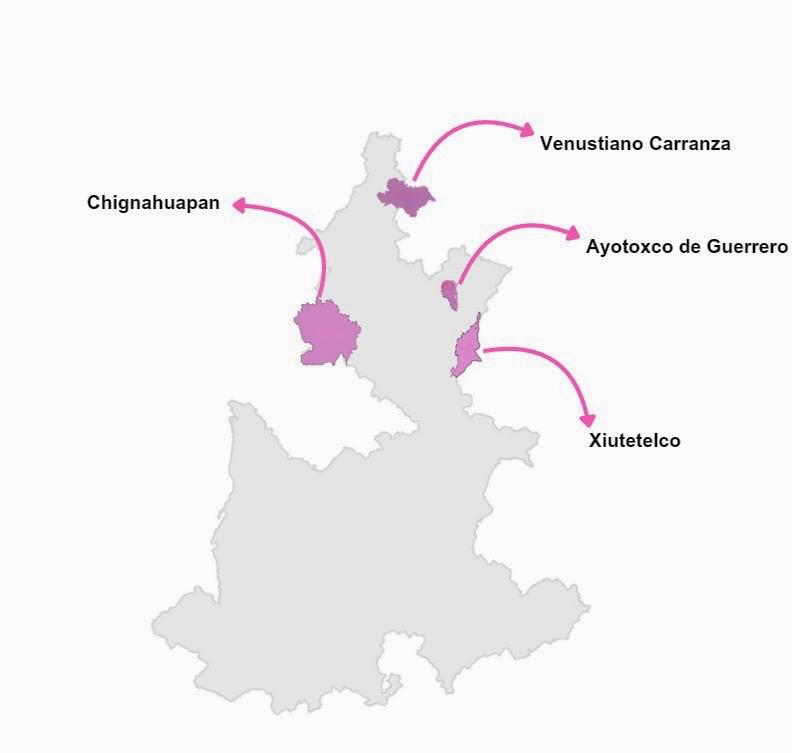 Venustiano Carranza
Chignahuapan
Ayotoxco de Guerrero
Xiutetelco